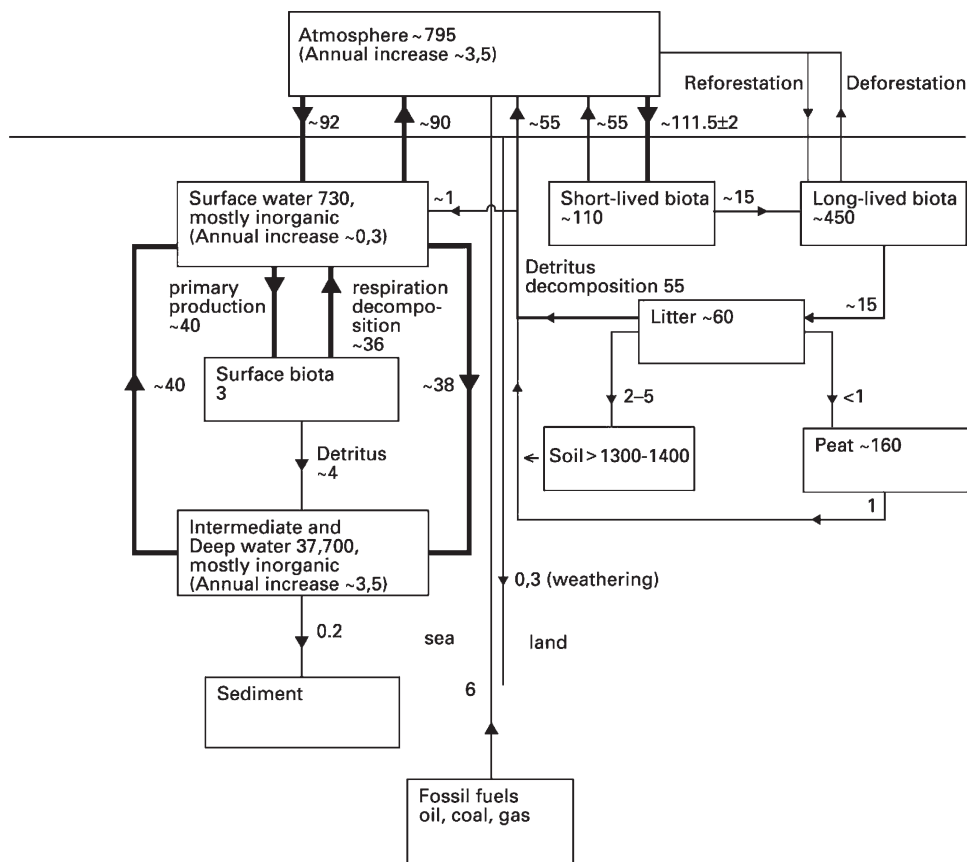 Atmosphere ~795
(Annual increase ~3,5)
Reforestation
Deforestation
~92
~90
~55
~55
~111.5±2
Surface water 730,
mostly inorganic
(Annual increase ~0,3)
~1
Short-lived biota
~110
~15
Long-lived biota
~450
primary
production
~40
respiration
decompo-
sition
~36
Detritus
decomposition 55
Litter ~60
~15
Surface biota
3
~40
~38
2–5
<1
Detritus
~4
Soil > 1300-1400
Peat ~160
1
Intermediate and
Deep water 37,700,
mostly inorganic
(Annual increase ~3,5)
0,3 (weathering)
0.2
sea
land
Sediment
6
Fossil fuels
oil, coal, gas